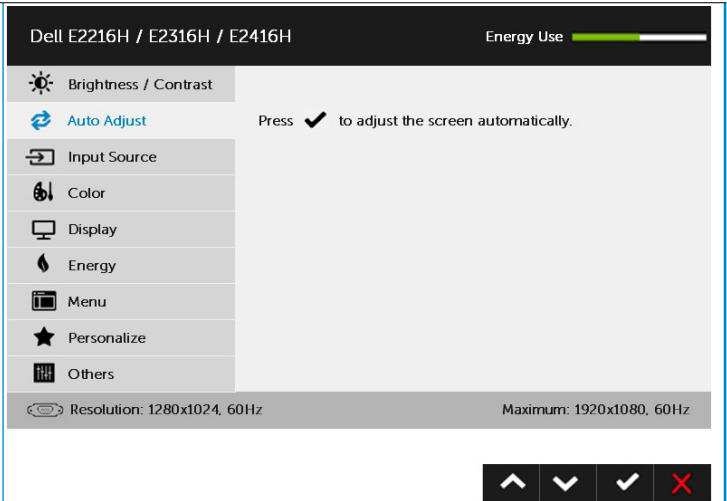 Dell E2216H / E2316H / E2416H
Energy Use
Brightness / Contrast
Auto Adjust
Press ✔ to adjust the screen automatically.
Input Source
Color
Display
Energy
Menu
Personalize
Others
Resolution: 1280x1024, 60Hz
Maximum: 1920x1080, 60Hz